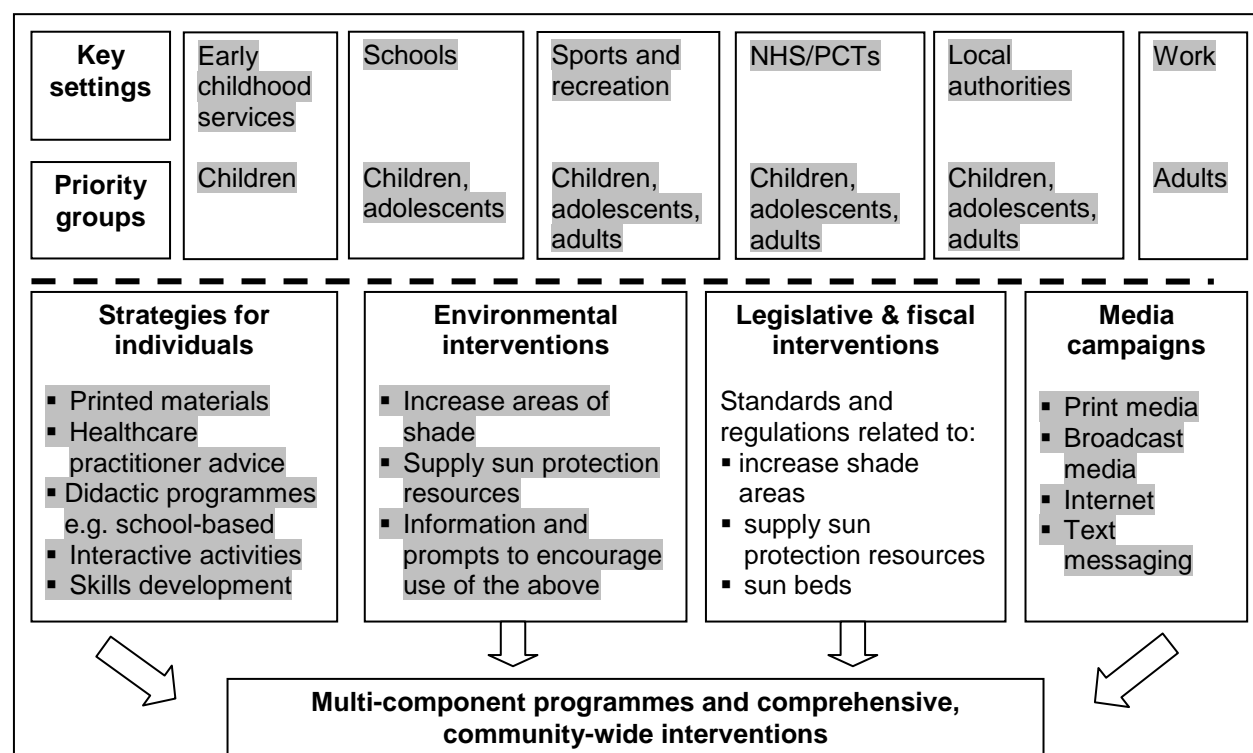 Key
settings
Early
childhood
services
Schools
Sports and
recreation
NHS/PCTs
Local
authorities
Work
Priority
groups
Children
Children,
adolescents
Children,
adolescents,
adults
Children,
adolescents,
adults
Children,
adolescents,
adults
Adults
Strategies for
individuals
▪ Printed materials
▪ Healthcare
practitioner advice
▪ Didactic programmes
e.g. school-based
▪ Interactive activities
▪ Skills development
Environmental
interventions
▪ Increase areas of
shade
▪ Supply sun protection
resources
▪ Information and
prompts to encourage
use of the above
Legislative & fiscal
interventions
Standards and
regulations related to:
▪ increase shade
areas
▪ supply sun
protection resources
▪ sun beds
Media
campaigns
▪ Print media
▪ Broadcast
media
▪ Internet
▪ Text
messaging
Multi-component programmes and comprehensive,
community-wide interventions